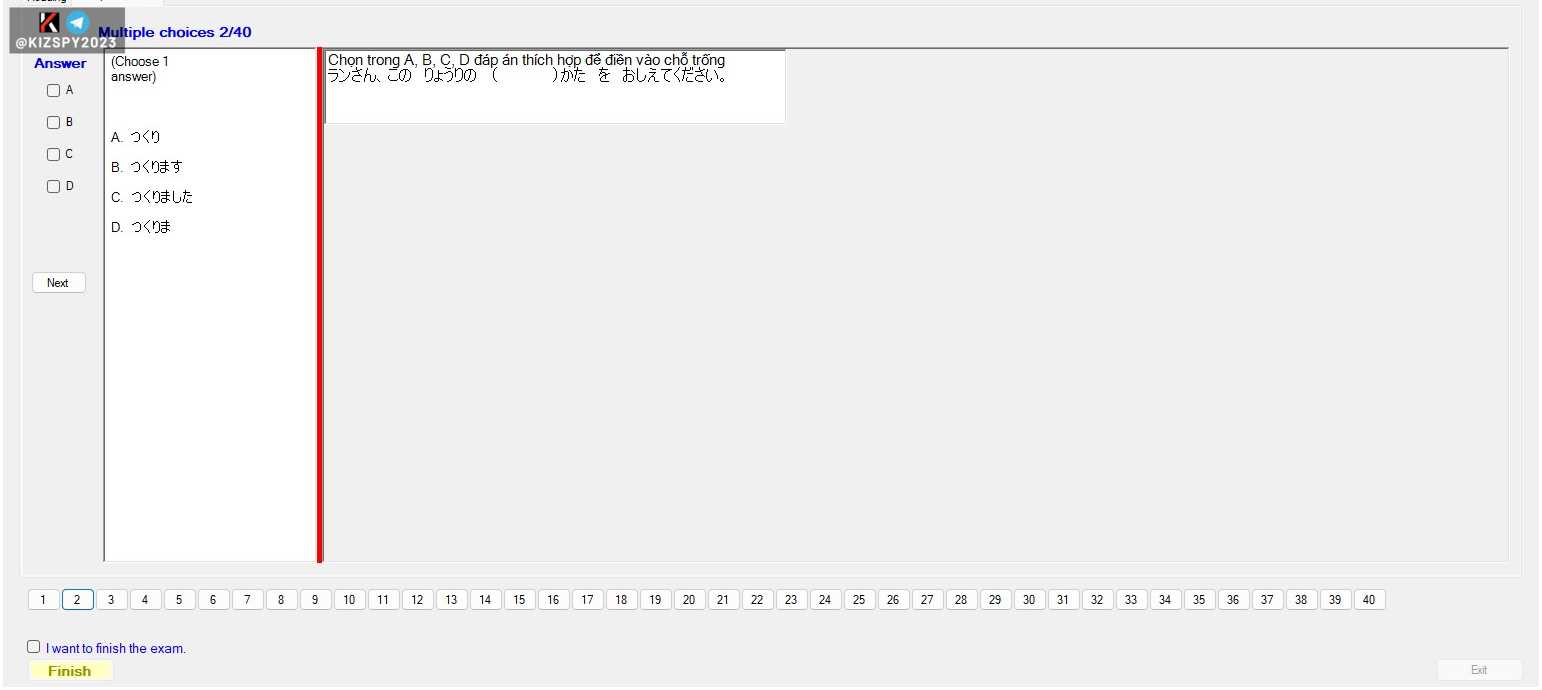 @KIZSPY2023
Multiple choices 2/40
Answer
A
B
C
D
Next
(Choose 1
answer)
A. つくり
B. つくります
C. つくりました
D. つくりま
Chọn trong A, B, C, D đáp án thích hợp để điền vào chỗ trống
ランさん、この　りょうりの　(　　　　)かた　を　おしえてください。
1 2 3 4 5 6 7 8 9 10 11 12 13 14 15 16 17 18 19 20 21 22 23 24 25 26 27 28 29 30 31 32 33 34 35 36 37 38 39 40
I want to finish the exam.
Finish
Exit